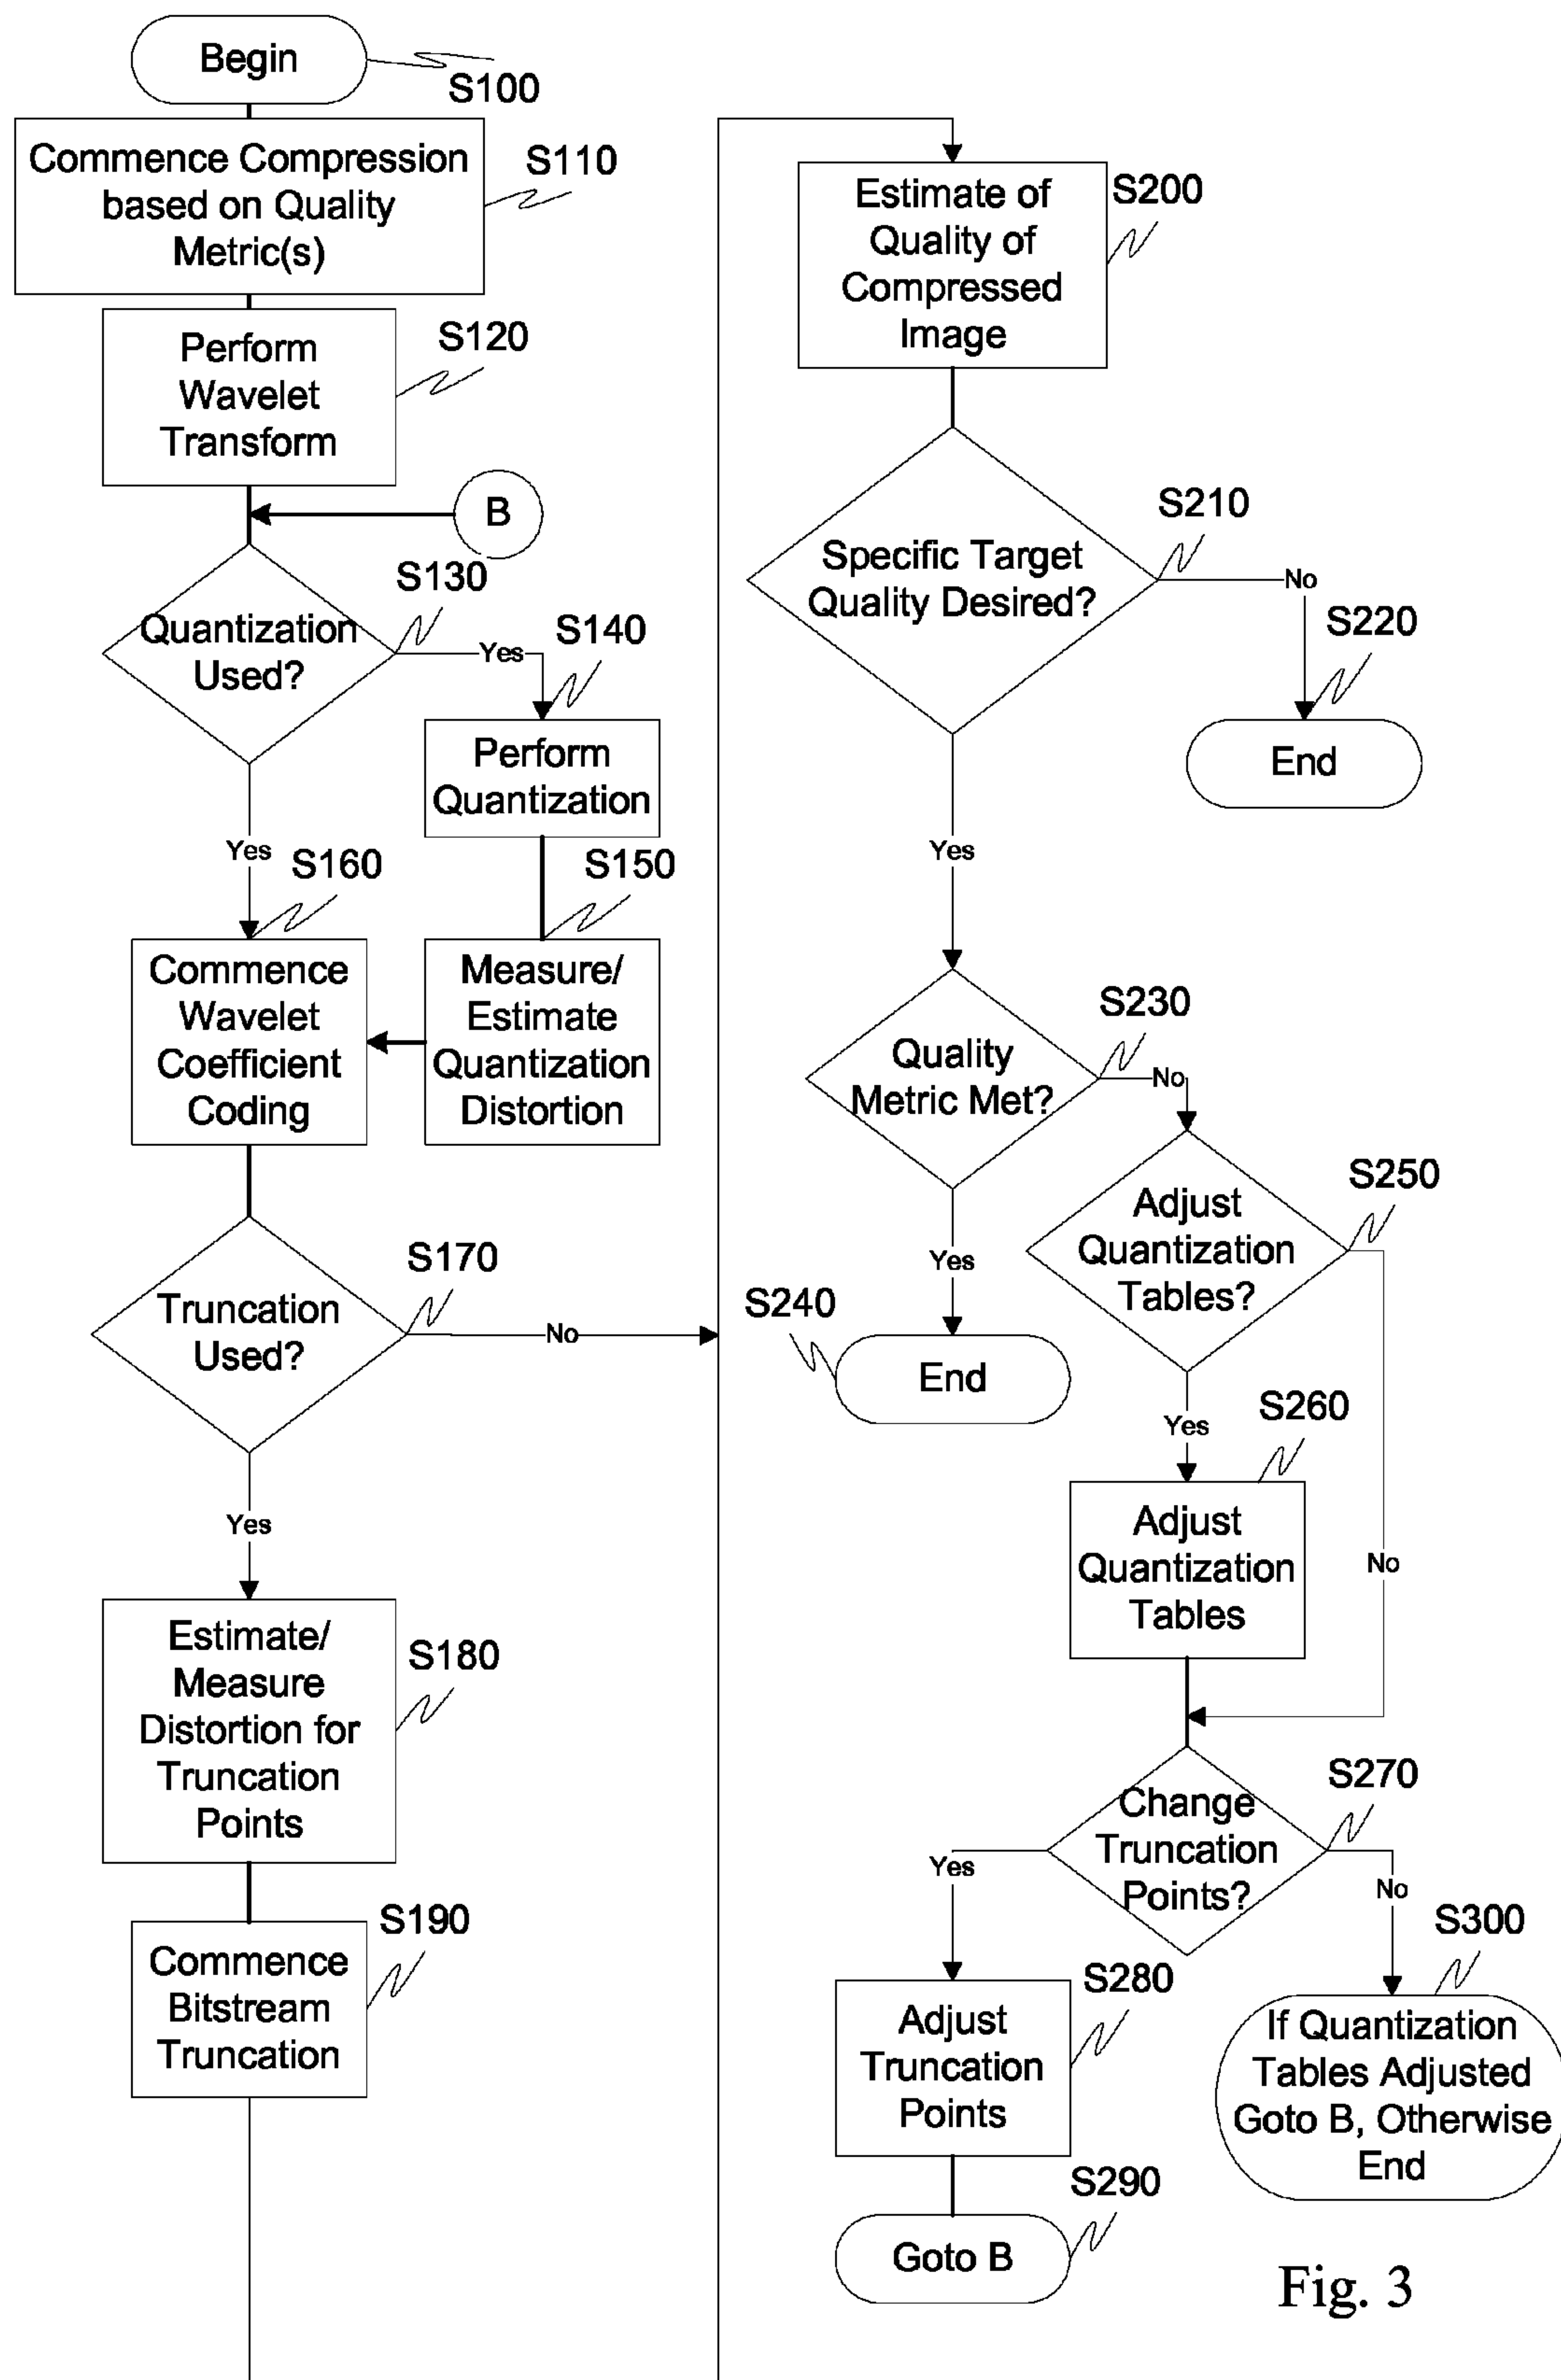 Begin
S100
Commence Compression
based on Quality
Metric(s)
S110
Perform
Wavelet
Transform
S120
B
Quantization
Used?
S130
Yes
S140
Perform
Quantization
Yes
S160
S150
Commence
Wavelet
Coefficient
Coding
Measure/
Estimate
Quantization
Distortion
Truncation
Used?
S170
No
Yes
Estimate/
Measure
Distortion for
Truncation
Points
S180
Commence
Bitstream
Truncation
S190
Estimate of
Quality of
Compressed
Image
S200
Specific Target
Quality Desired?
S210
No
S220
End
Yes
Quality
Metric Met?
S230
No
Yes
S240
End
Adjust
Quantization
Tables?
S250
Yes
S260
Adjust
Quantization
Tables
No
Change
Truncation
Points?
S270
Yes
No
S280
Adjust
Truncation
Points
S300
If Quantization
Tables Adjusted
Goto B, Otherwise
End
S290
Goto B
Fig. 3